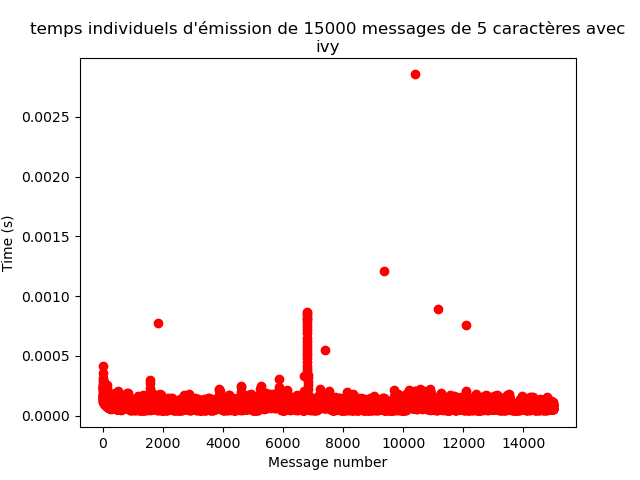 temps individuels d'émission de 15000 messages de 5 caractères avec
ivy
0.0025
0.0020
0.0015
0.0010
0.0005
0.0000
Time (s)
0 2000 4000 6000 8000 10000 12000 14000
Message number